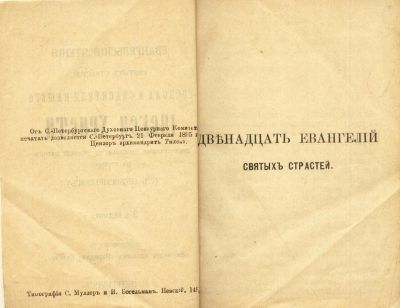 Отъ С.-Петербургскаго Духовнаго Цензурнаго Комитета
печатать дозволяется С.-Петербургъ. 21 Февраля 1895
Цензоръ архимандритъ Тихонъ.
Типографія С. Муллеръ и И. Богельманъ. Невскій, 148
ДВѢНАДЦАТЬ ЕВАНГЕЛІЙ
СВЯТЫХЪ СТРАСТЕЙ.